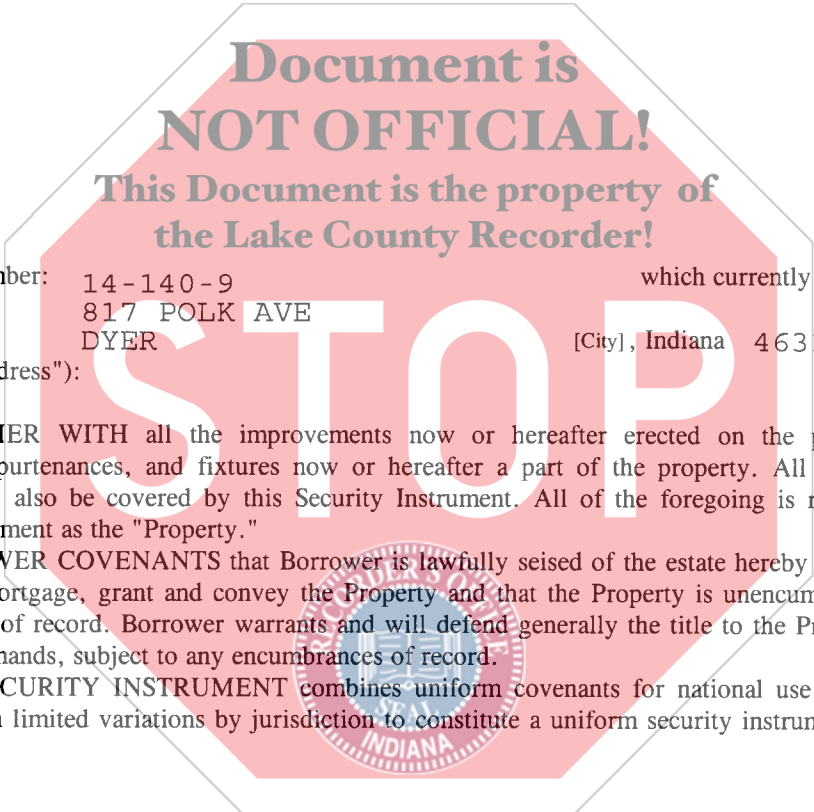 Document is
NOT OFFICIAL!
This Document is the property of
the Lake County Recorder!
nber: 14-140-9 which currently
817 POLK AVE
DYER [City], Indiana 463
dress"):
STOP
IER WITH all the improvements now or hereafter erected on the p
purtenances, and fixtures now or hereafter a part of the property. All
also be covered by this Security Instrument. All of the foregoing is r
ment as the "Property."
VER COVENANTS that Borrower is lawfully seised of the estate hereby
ortgage, grant and convey the Property and that the Property is unencum
of record. Borrower warrants and will defend generally the title to the Pr
nands, subject to any encumbrances of record.
CURITY INSTRUMENT combines uniform covenants for national use
limited variations by jurisdiction to constitute a uniform security instrum
RECORDER'S OFFICE
SEAL
INDIANA